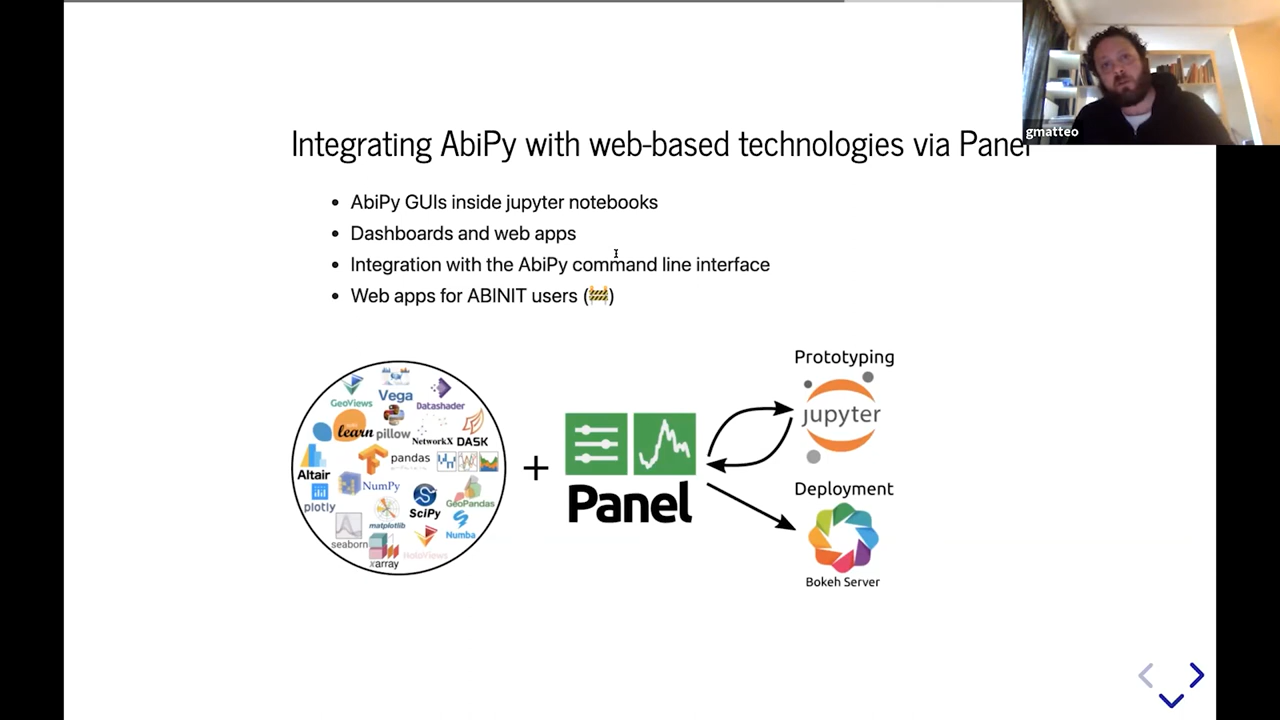 gmatteo
Integrating AbiPy with web-based technologies via Panel
AbiPy GUIs inside jupyter notebooks
Dashboards and web apps
Integration with the AbiPy command line interface
Web apps for ABINIT users (🚧)
GeoViews
Vega
Datashader
learn
pillow
NetworkX
DASK
Altair
pandas
plotly
NumPy
SciPy
GeoPandas
matplotlib
seaborn
Numba
xarray
HoloViews
+
Panel
Prototyping
jupyter
Deployment
Bokeh Server